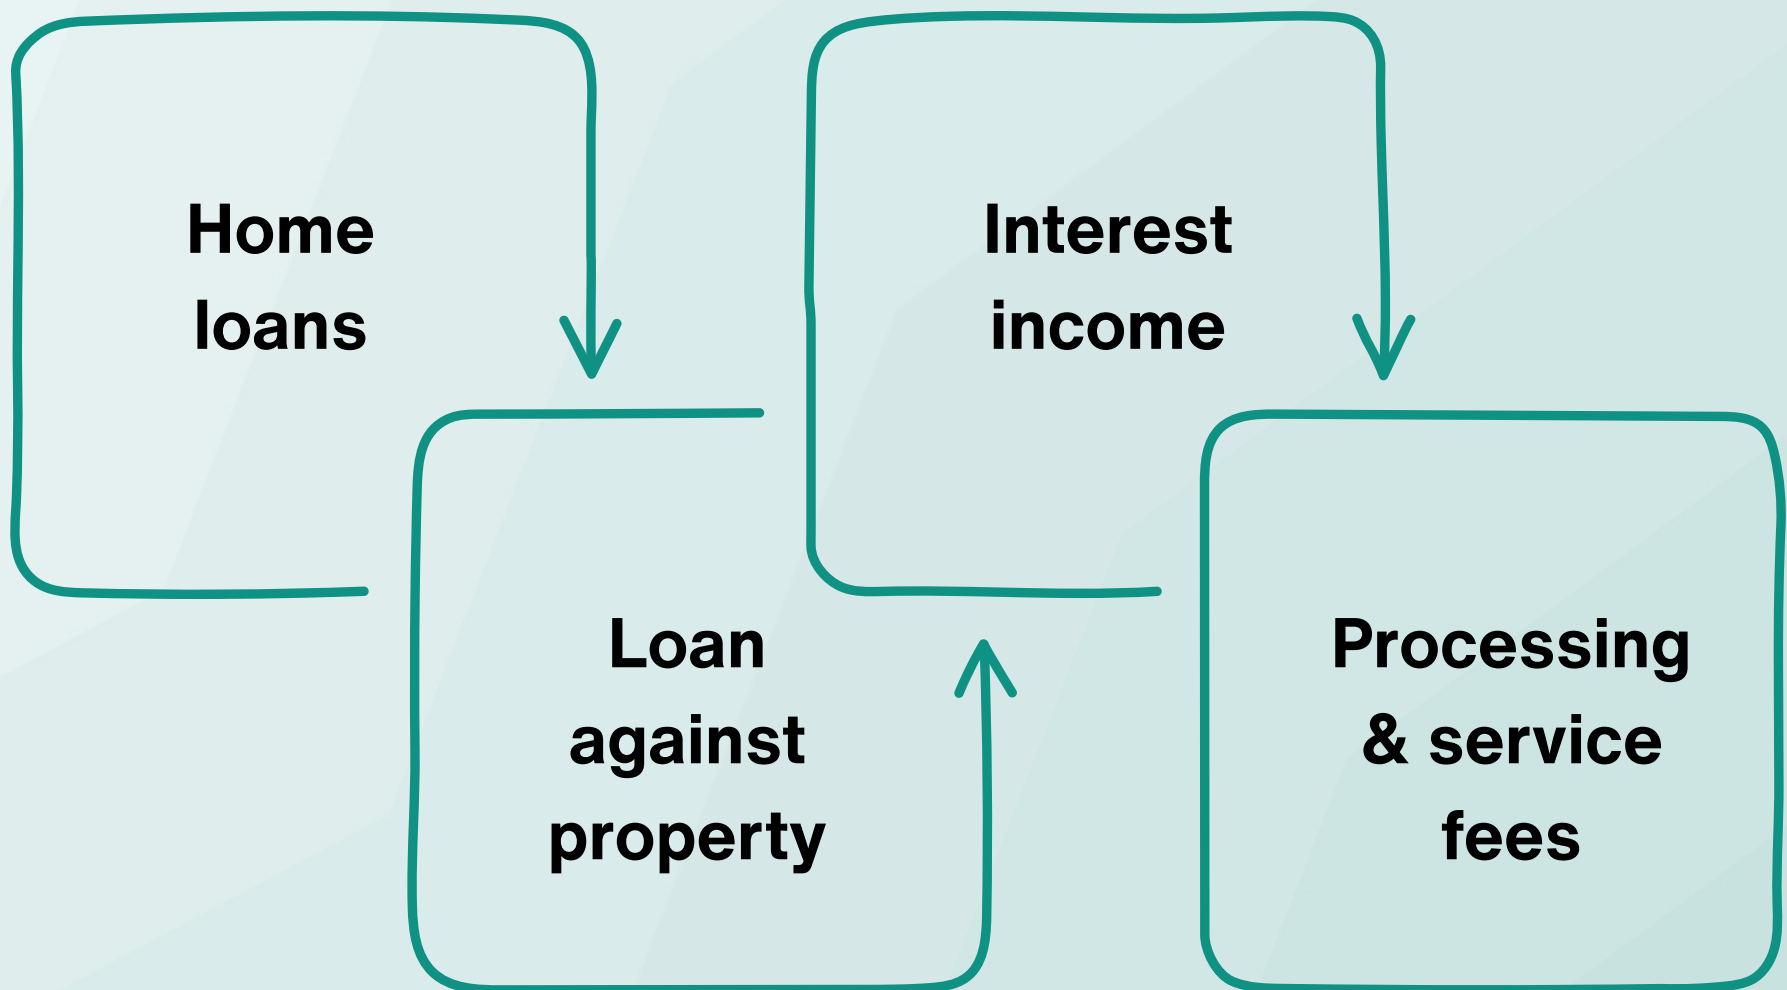 Home
loans
Loan
against
property
Interest
income
Processing
& service
fees